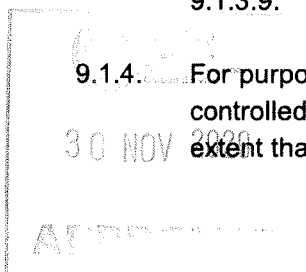 9.1.3.9.
9.1.4. For purpo
controlled
30 NOV 2020
extent tha